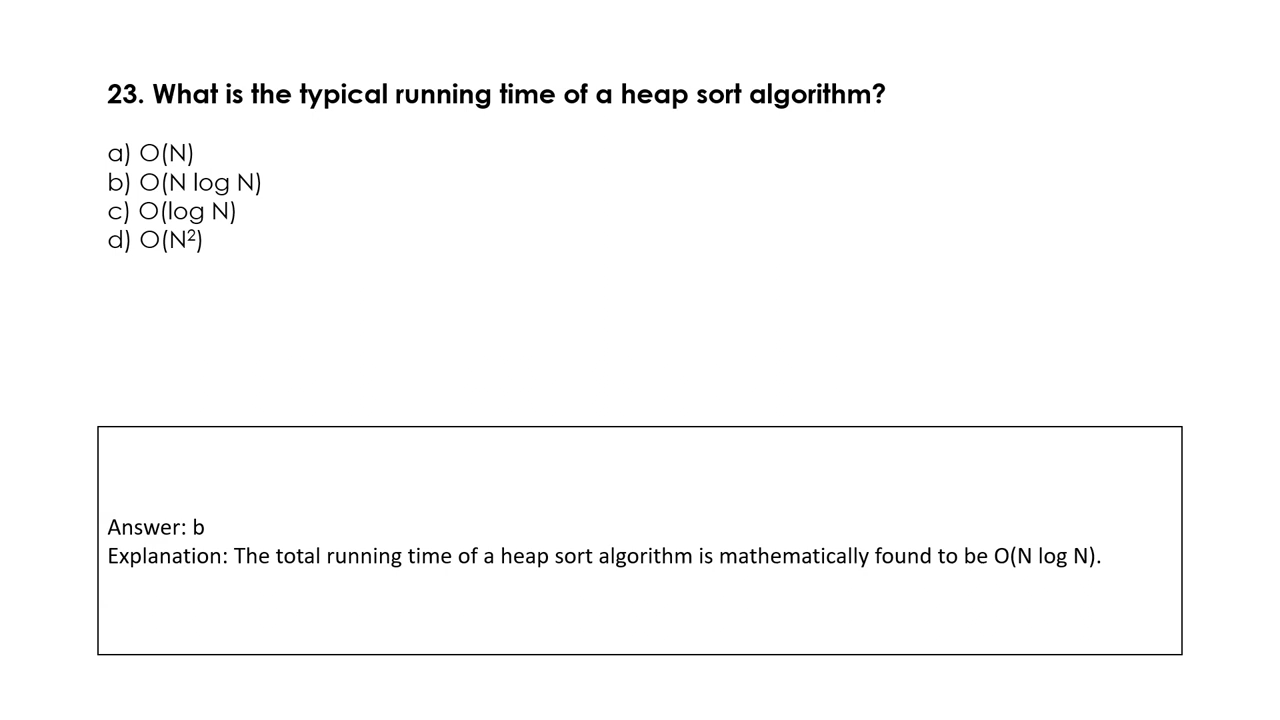 23. What is the typical running time of a heap sort algorithm?
a) O(N)
b) O(N log N)
c) O(log N)
d) O(N²)
Answer: b
Explanation: The total running time of a heap sort algorithm is mathematically found to be O(N log N).